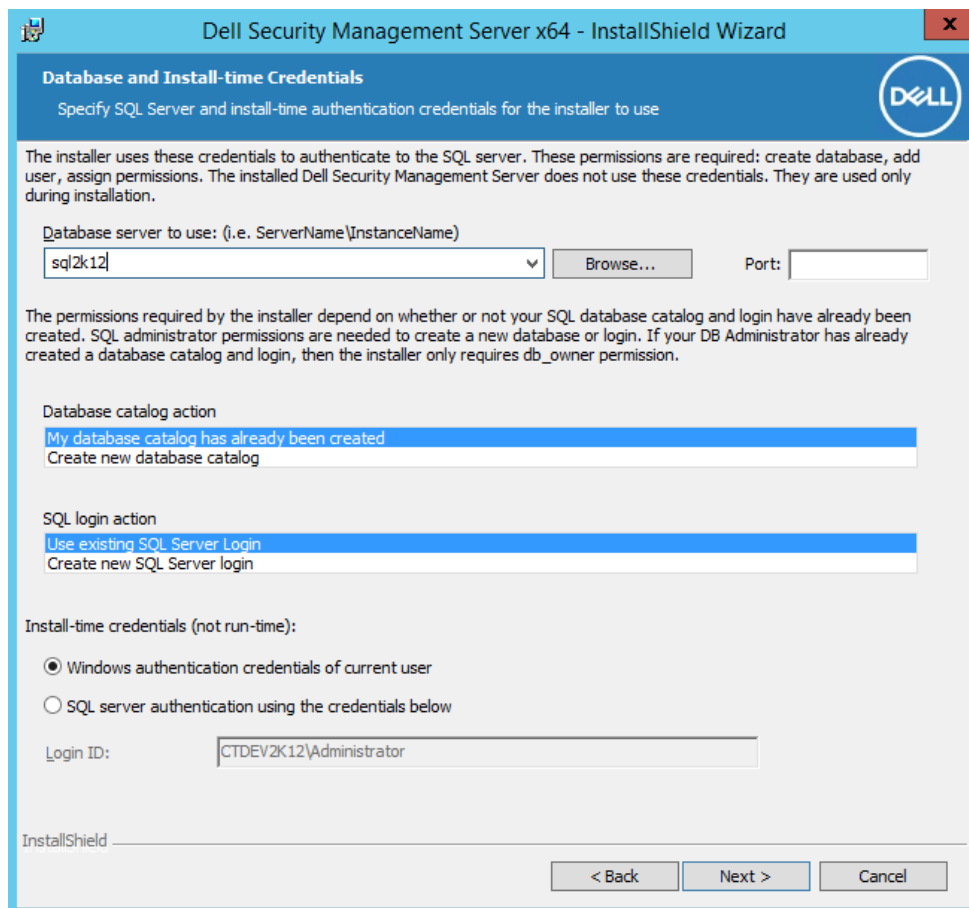 Dell Security Management Server x64 - InstallShield Wizard
x
Database and Install-time Credentials
Specify SQL Server and install-time authentication credentials for the installer to use
DELL
The installer uses these credentials to authenticate to the SQL server. These permissions are required: create database, add
user, assign permissions. The installed Dell Security Management Server does not use these credentials. They are used only
during installation.
Database server to use: (i.e. ServerName\InstanceName)
sql2k12
Browse...
Port:
The permissions required by the installer depend on whether or not your SQL database catalog and login have already been
created. SQL administrator permissions are needed to create a new database or login. If your DB Administrator has already
created a database catalog and login, then the installer only requires db_owner permission.
Database catalog action
My database catalog has already been created
Create new database catalog
SQL login action
Use existing SQL Server Login
Create new SQL Server login
Install-time credentials (not run-time):
Windows authentication credentials of current user
SQL server authentication using the credentials below
Login ID:
CTDEV2K12\Administrator
InstallShield
< Back
Next >
Cancel